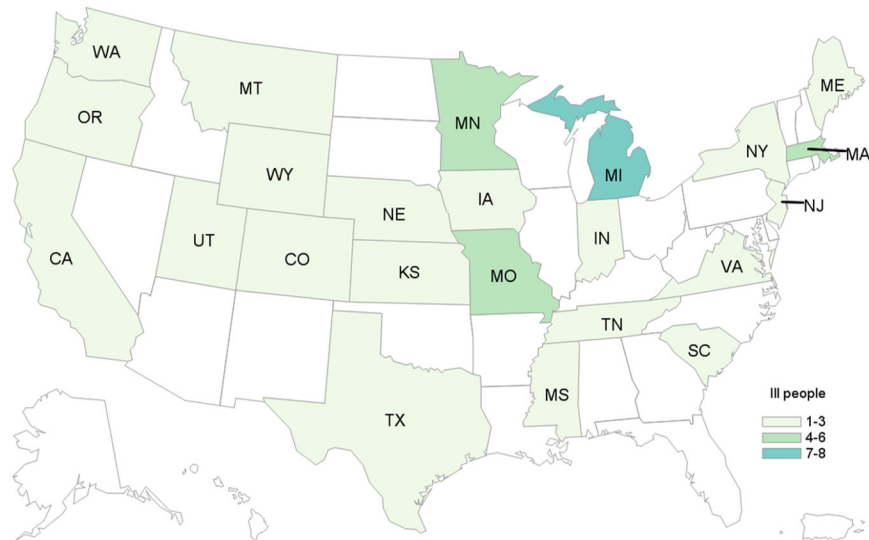 WA
MT
ME
OR
MN
NY
MA
WY
MI
IA
NJ
NE
UT
IN
CO
CA
KS
MO
VA
TN
SC
MS
TX
Ill people
1-3
4-6
7-8